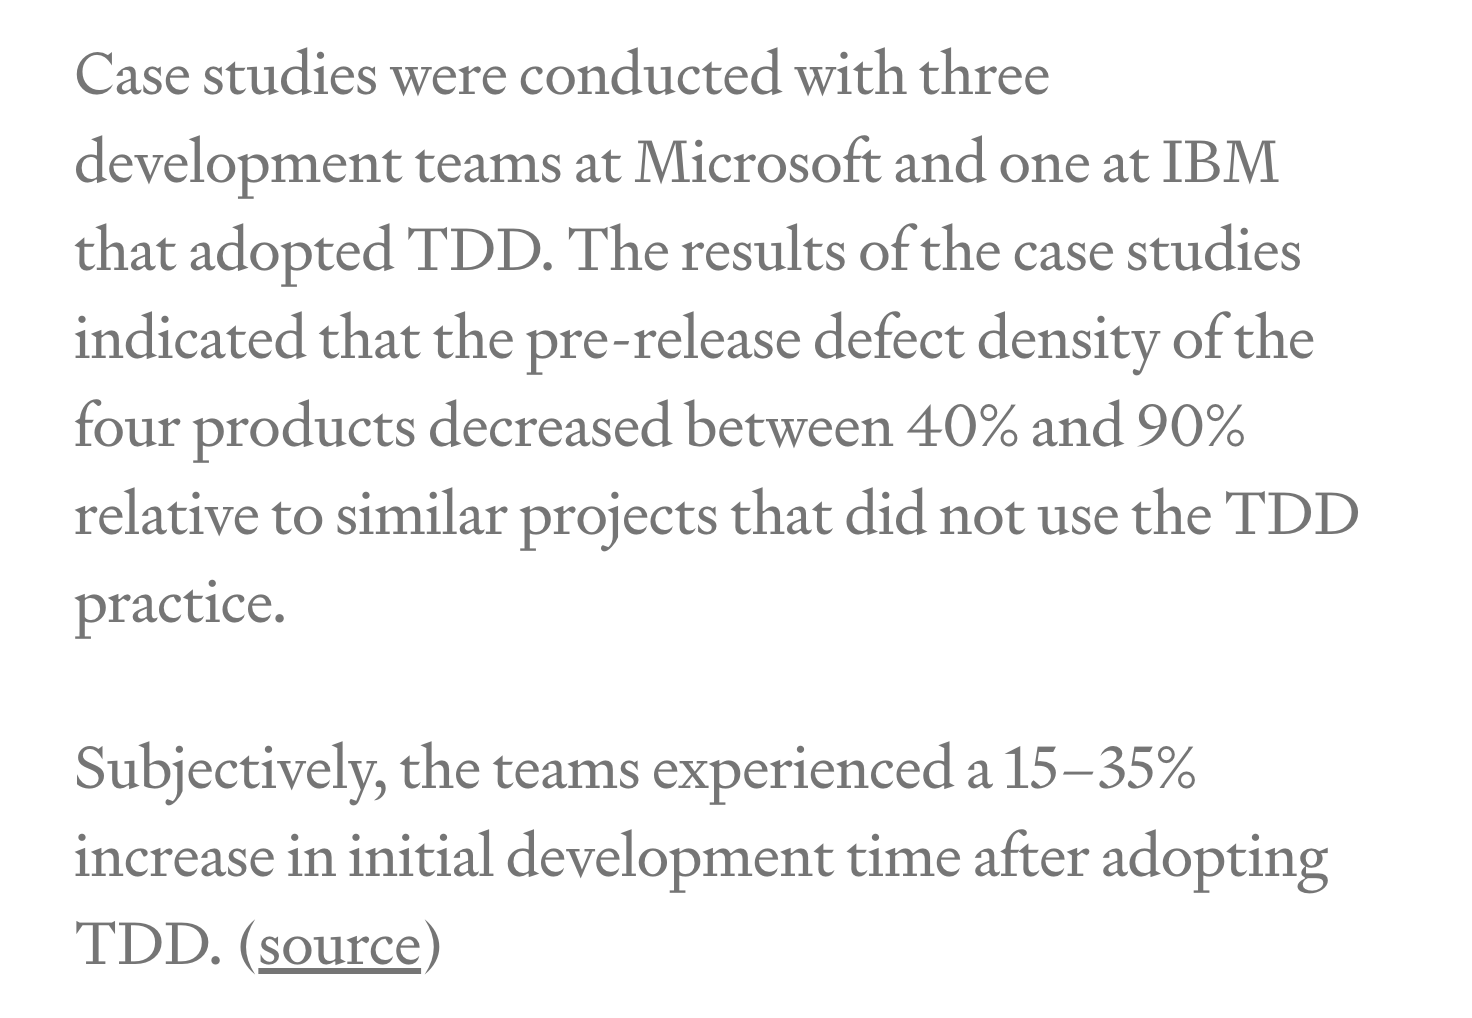 Case studies were conducted with three
development teams at Microsoft and one at IBM
that adopted TDD. The results of the case studies
indicated that the pre-release defect density of the
four products decreased between 40% and 90%
relative to similar projects that did not use the TDD
practice.
Subjectively, the teams experienced a 15–35%
increase in initial development time after adopting
TDD. (source)